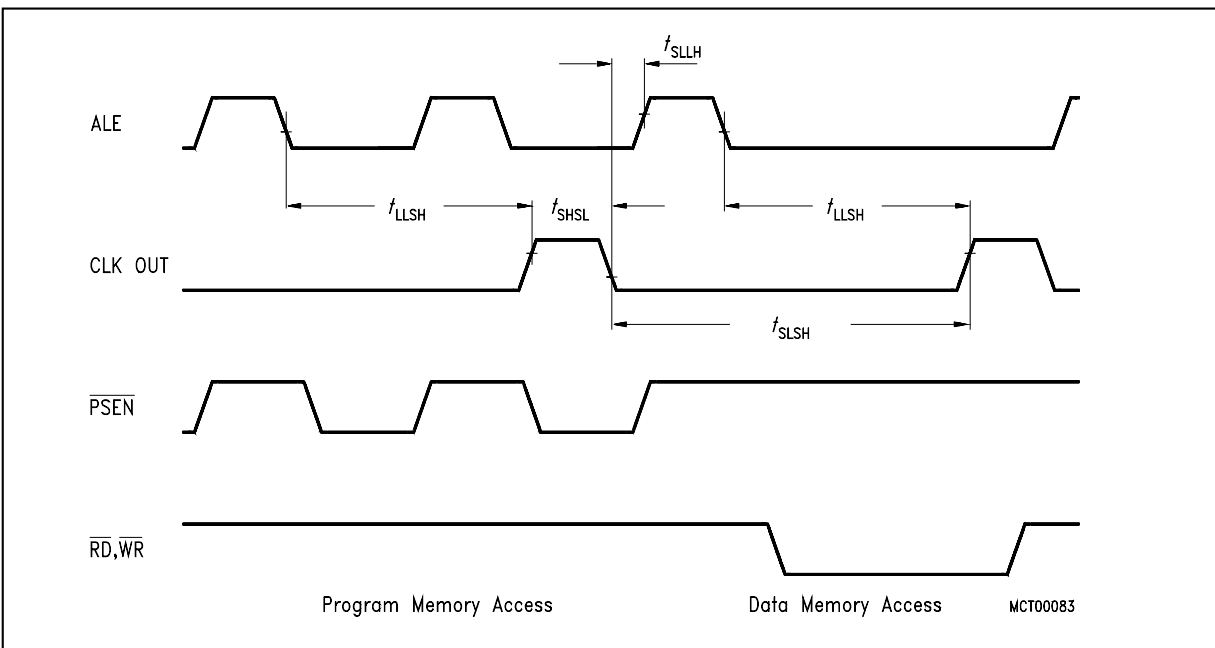 tSLLH
ALE
tLLSH
tSHSL
tLLSH
CLK OUT
tSLSH
PSEN
RD,WR
Program Memory Access
Data Memory Access
MCT00083